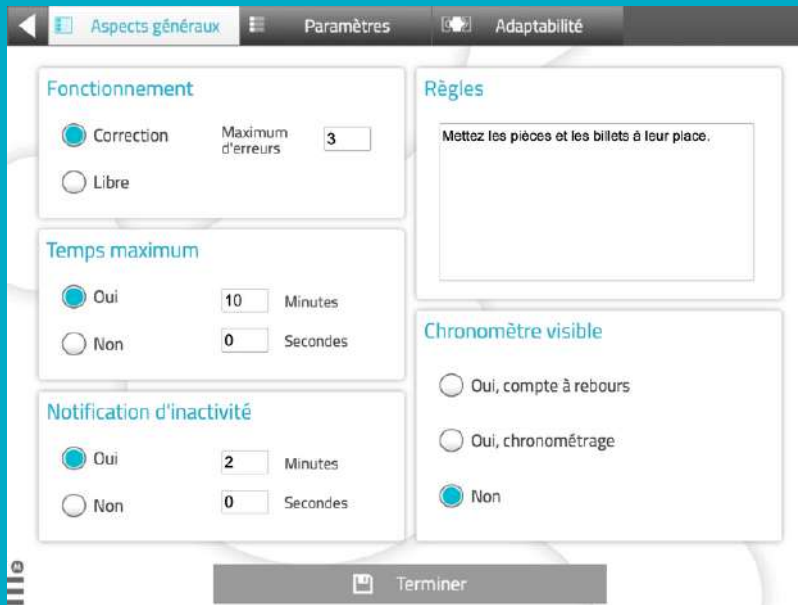 Aspects généraux
Paramètres
Adaptabilité
Fonctionnement
Correction
Maximum
d'erreurs
3
Libre
Temps maximum
Oui
10
Minutes
Non
0
Secondes
Notification d'inactivité
Oui
2
Minutes
Non
0
Secondes
Règles
Mettez les pièces et les billets à leur place.
Chronomètre visible
Oui, compte à rebours
Oui, chronométrage
Non
Terminer